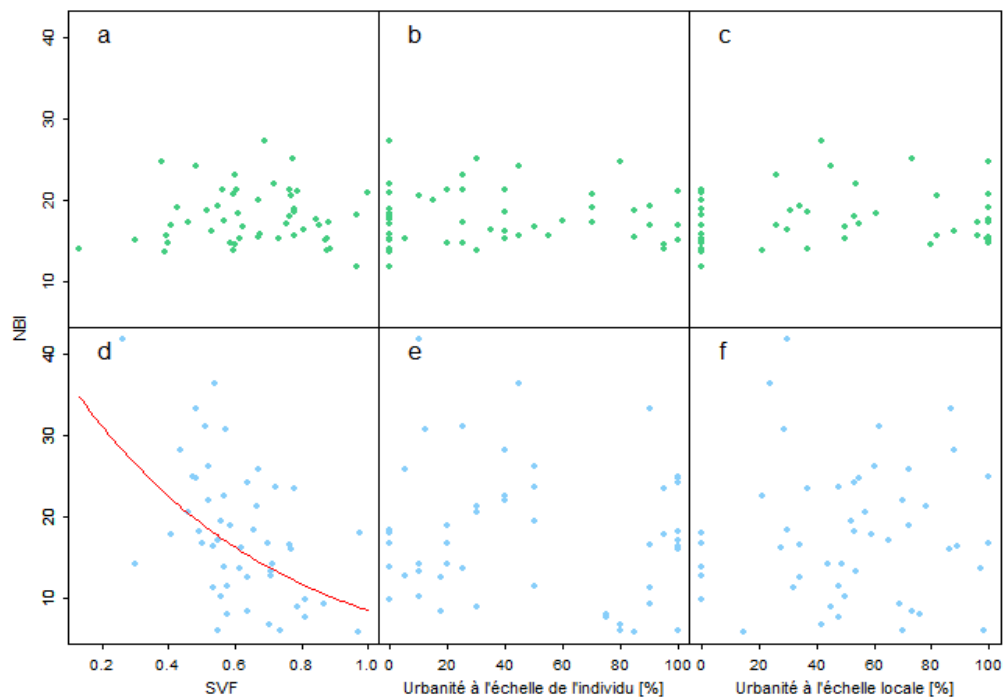 a b c
40
30
20
10
NBI
d e f
40
30
20
10
0.2 0.4 0.6 0.8 1.0 0 20 40 60 80 100 0 20 40 60 80 100
SVF Urbanité à l'échelle de l'individu [%] Urbanité à l'échelle locale [%]